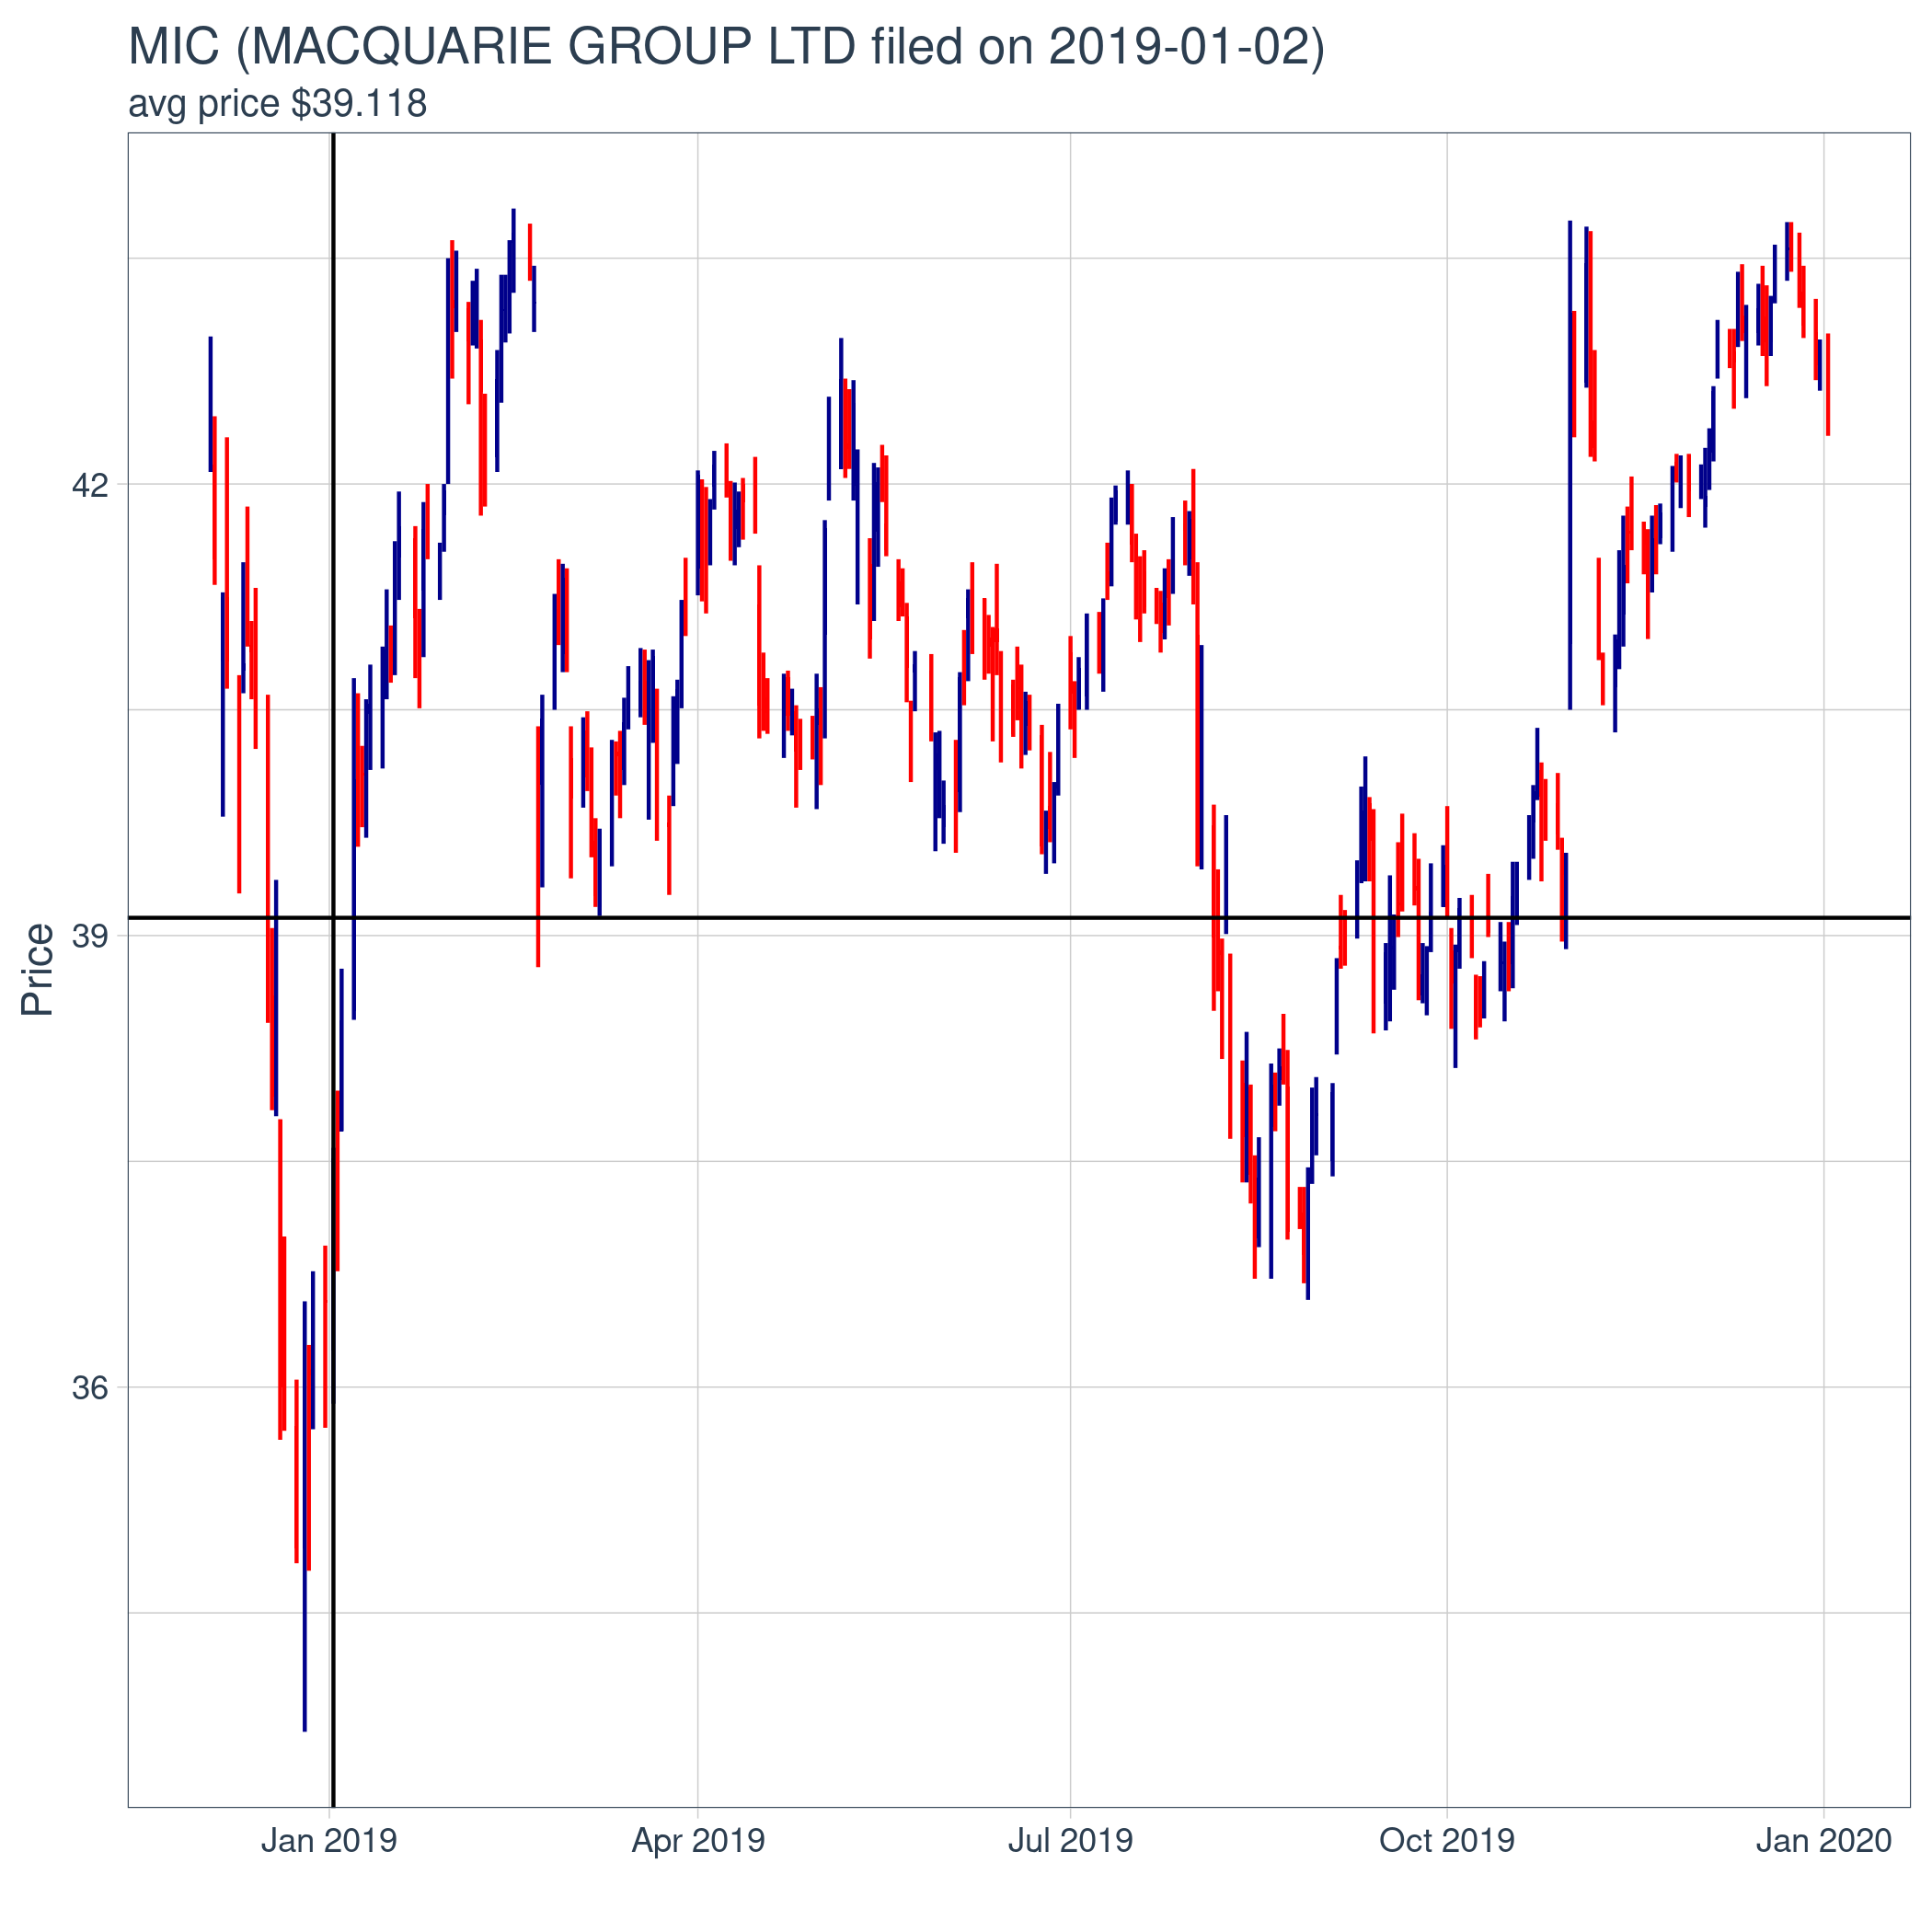 MIC (MACQUARIE GROUP LTD filed on 2019-01-02)
avg price $39.118
42
39
36
Price
Jan 2019
Apr 2019
Jul 2019
Oct 2019
Jan 2020